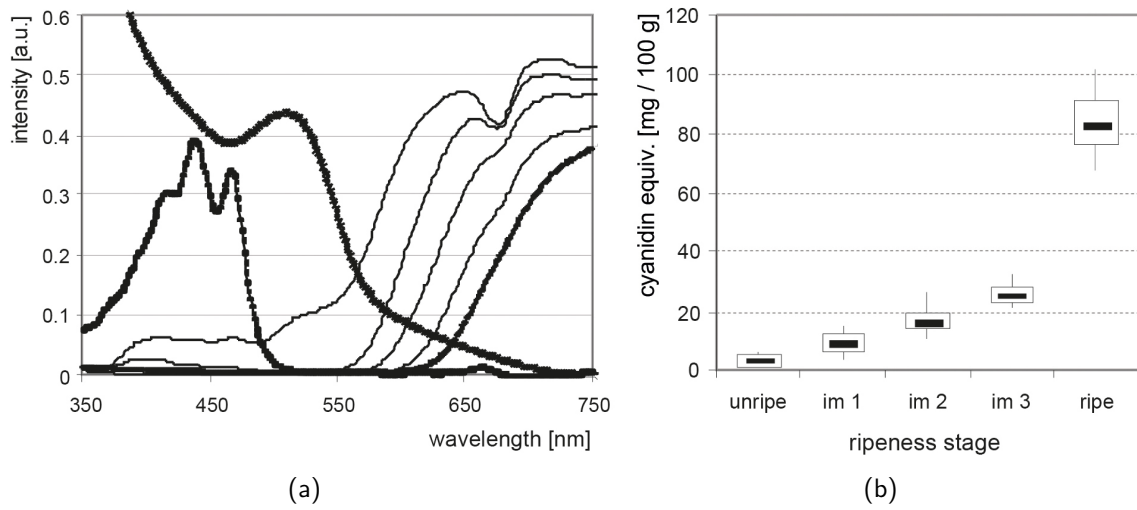 0.6
0.5
0.4
0.3
0.2
0.1
0
intensity [a.u.]
350 450 550 650 750
wavelength [nm]
(a)
120
100
80
60
40
20
0
cyanidin equiv. [mg / 100 g]
unripe im 1 im 2 im 3 ripe
ripeness stage
(b)